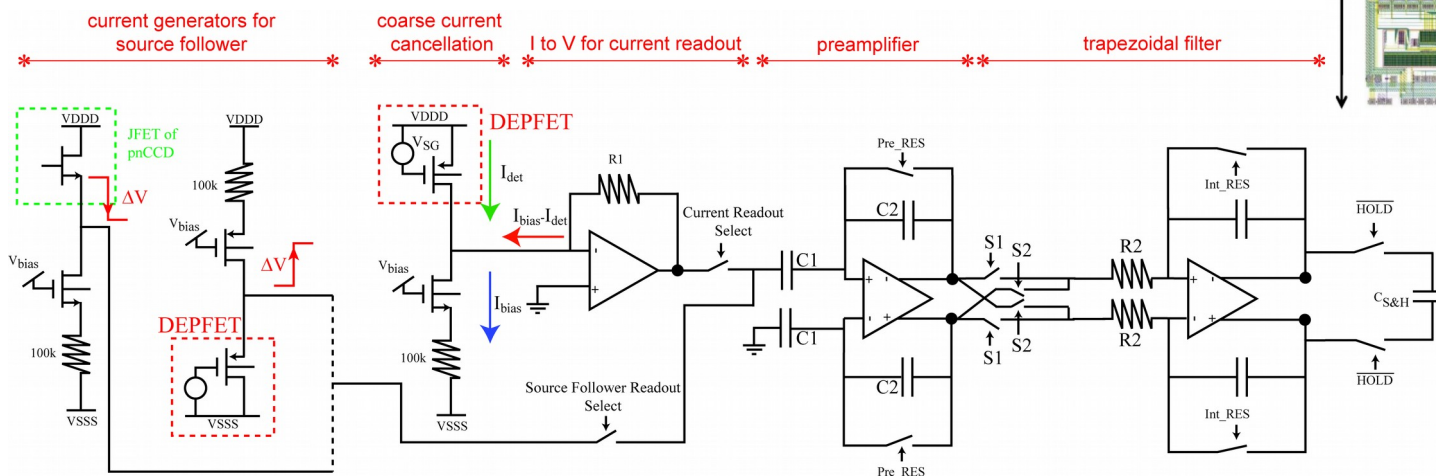 current generators for
source follower
coarse current
cancellation
I to V for current readout
preamplifier
trapezoidal filter
VDDD
JFET of
pnCCD
ΔV
Vbias
100k
VSSS
VDDD
100k
Vbias
ΔV
DEPFET
VSSS
VDDD
VSG
DEPFET
Idet
Ibias-Idet
Vbias
Ibias
100k
VSSS
R1
-
+
Current Readout
Select
Source Follower Readout
Select
C1
C1
Pre_RES
C2
+ -
- +
C2
Pre_RES
S1
S2
S1
S2
R2
R2
Int_RES
+ -
- +
Int_RES
HOLD
CS&H
HOLD